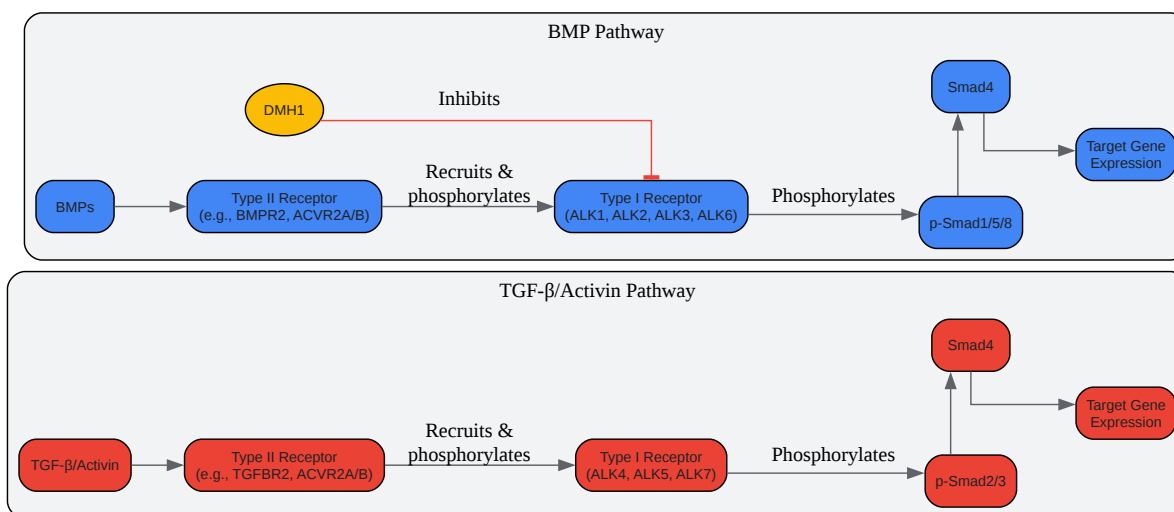 BMP Pathway
DMH1
Inhibits
Smad4
Target Gene
Expression
BMPs
Type II Receptor
(e.g., BMPR2, ACVR2A/B)
Recruits &
phosphorylates
Type I Receptor
(ALK1, ALK2, ALK3, ALK6)
Phosphorylates
p-Smad1/5/8
TGF-β/Activin Pathway
Smad4
Target Gene
Expression
TGF-β/Activin
Type II Receptor
(e.g., TGFBR2, ACVR2A/B)
Recruits &
phosphorylates
Type I Receptor
(ALK4, ALK5, ALK7)
Phosphorylates
p-Smad2/3